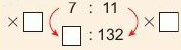 × □ 7 : 11 × □
□ : 132